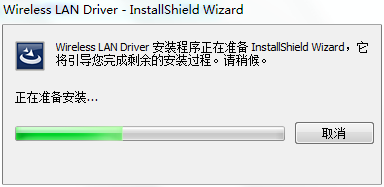 Wireless LAN Driver - InstallShield Wizard
Wireless LAN Driver 安装程序正在准备 InstallShield Wizard，它
将引导您完成剩余的安装过程。请稍候。
正在准备安装...
取消